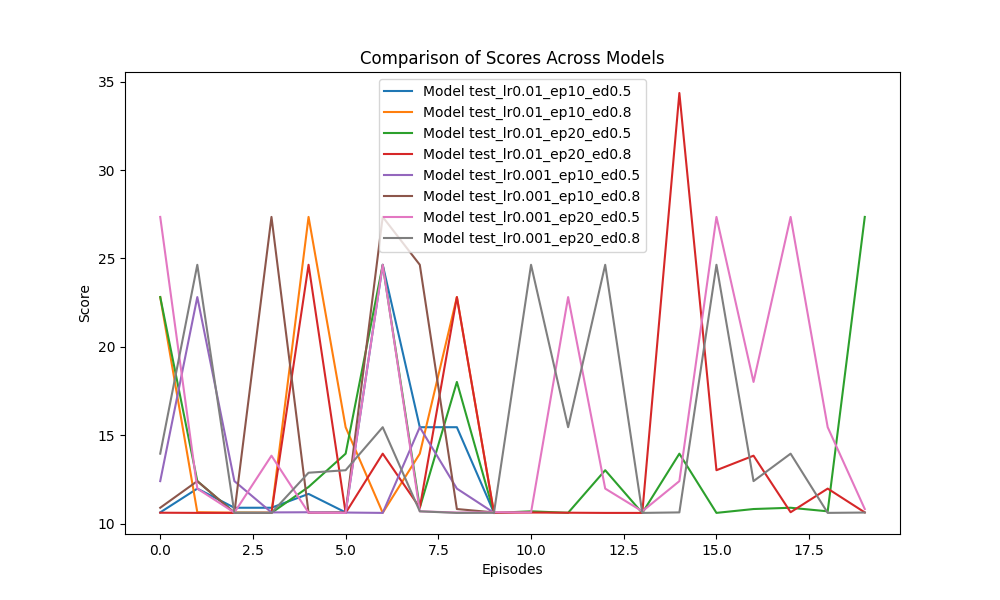 Comparison of Scores Across Models
35
30
25
20
15
10
Score
Model test_lr0.01_ep10_ed0.5
Model test_lr0.01_ep10_ed0.8
Model test_lr0.01_ep20_ed0.5
Model test_lr0.01_ep20_ed0.8
Model test_lr0.001_ep10_ed0.5
Model test_lr0.001_ep10_ed0.8
Model test_lr0.001_ep20_ed0.5
Model test_lr0.001_ep20_ed0.8
0.0 2.5 5.0 7.5 10.0 12.5 15.0 17.5
Episodes